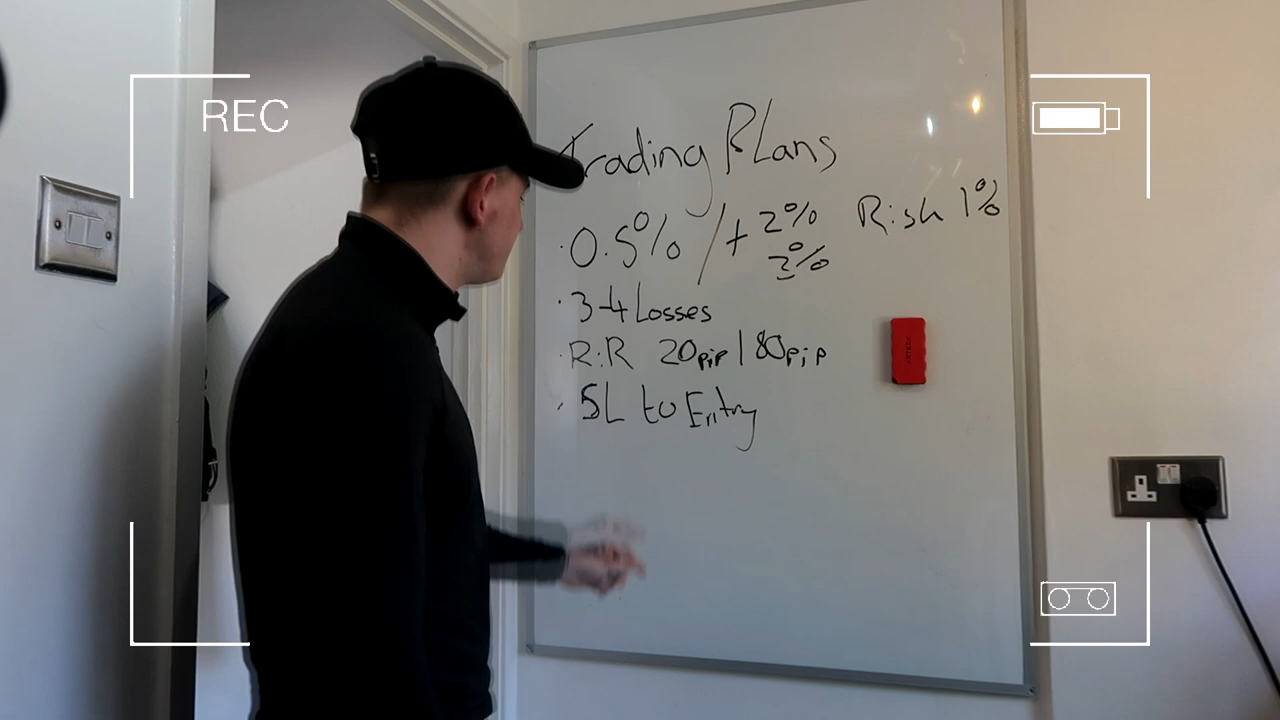 REC
Trading Plans
· 0.5% / + 2% Risk 1%
3%
· 3-4 Losses
· R:R 20pip | 80pip
· SL to Entry